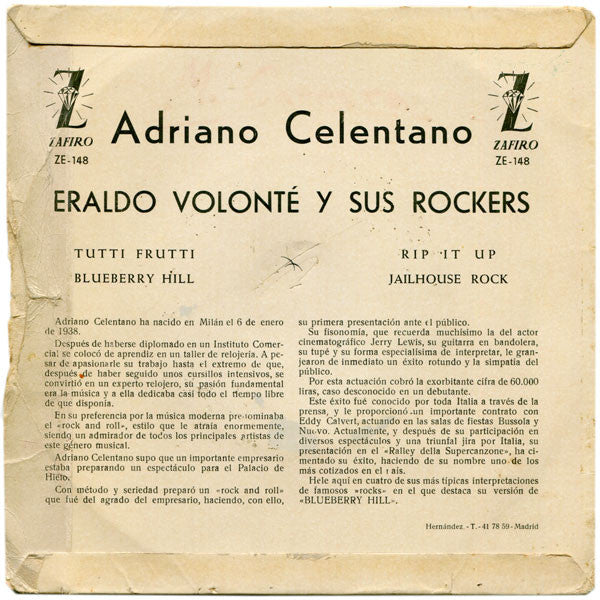 Z
ZAFIRO
ZE-148
Adriano Celentano
Z
ZAFIRO
ZE-148
ERALDO VOLONTÉ Y SUS ROCKERS
TUTTI FRUTTI
BLUEBERRY HILL
RIP IT UP
JAILHOUSE ROCK
Adriano Celentano ha nacido en Milán el 6 de enero
de 1938.
Después de haberse diplomado en un Instituto Comer-
cial se colocó de aprendiz en un taller de relojería. A pe-
sar de apasionarle su trabajo hasta el extremo de que,
después de haber seguido unos cursillos intensivos, se
convirtió en un experto relojero, su pasión fundamental
era la música y a ella dedicaba casi todo el tiempo libre
de que disponía.
En su preferencia por la música moderna predominaba
el «rock and roll», estilo que le atraía enormemente,
siendo un admirador de todos los principales artistas de
este género musical.
Adriano Celentano supo que un importante empresario
estaba preparando un espectáculo para el Palacio de
Hielo.
Con método y seriedad preparó un «rock and roll»
que fué del agrado del empresario, haciendo, con ello,
su primera presentación ante el público.
Su fisonomía, que recuerda muchísimo la del actor
cinematográfico Jerry Lewis, su guitarra en bandolera,
su tupé y su forma especialísima de interpretar, le gran-
jearon de inmediato un éxito rotundo y la simpatía del
público.
Por esta actuación cobró la exorbitante cifra de 60.000
liras, caso desconocido en un debutante.
Este éxito fué conocido por toda Italia a través de la
prensa, y le proporcionó un importante contrato con
Eddy Calvert, actuando en las salas de fiestas Bussola y
Nuovo. Actualmente, y después de su participación en
diversos espectáculos y una triunfal jira por Italia, su
presentación en el «Ralley della Supercanzone», ha ci-
mentado su éxito, haciendo de su nombre uno de los
más cotizados en el país.
Hele aquí en cuatro de sus más típicas interpretaciones
de famosos «rocks» en el que destaca su versión de
«BLUEBERRY HILL».
Hernández. - T. - 41 78 59 - Madrid